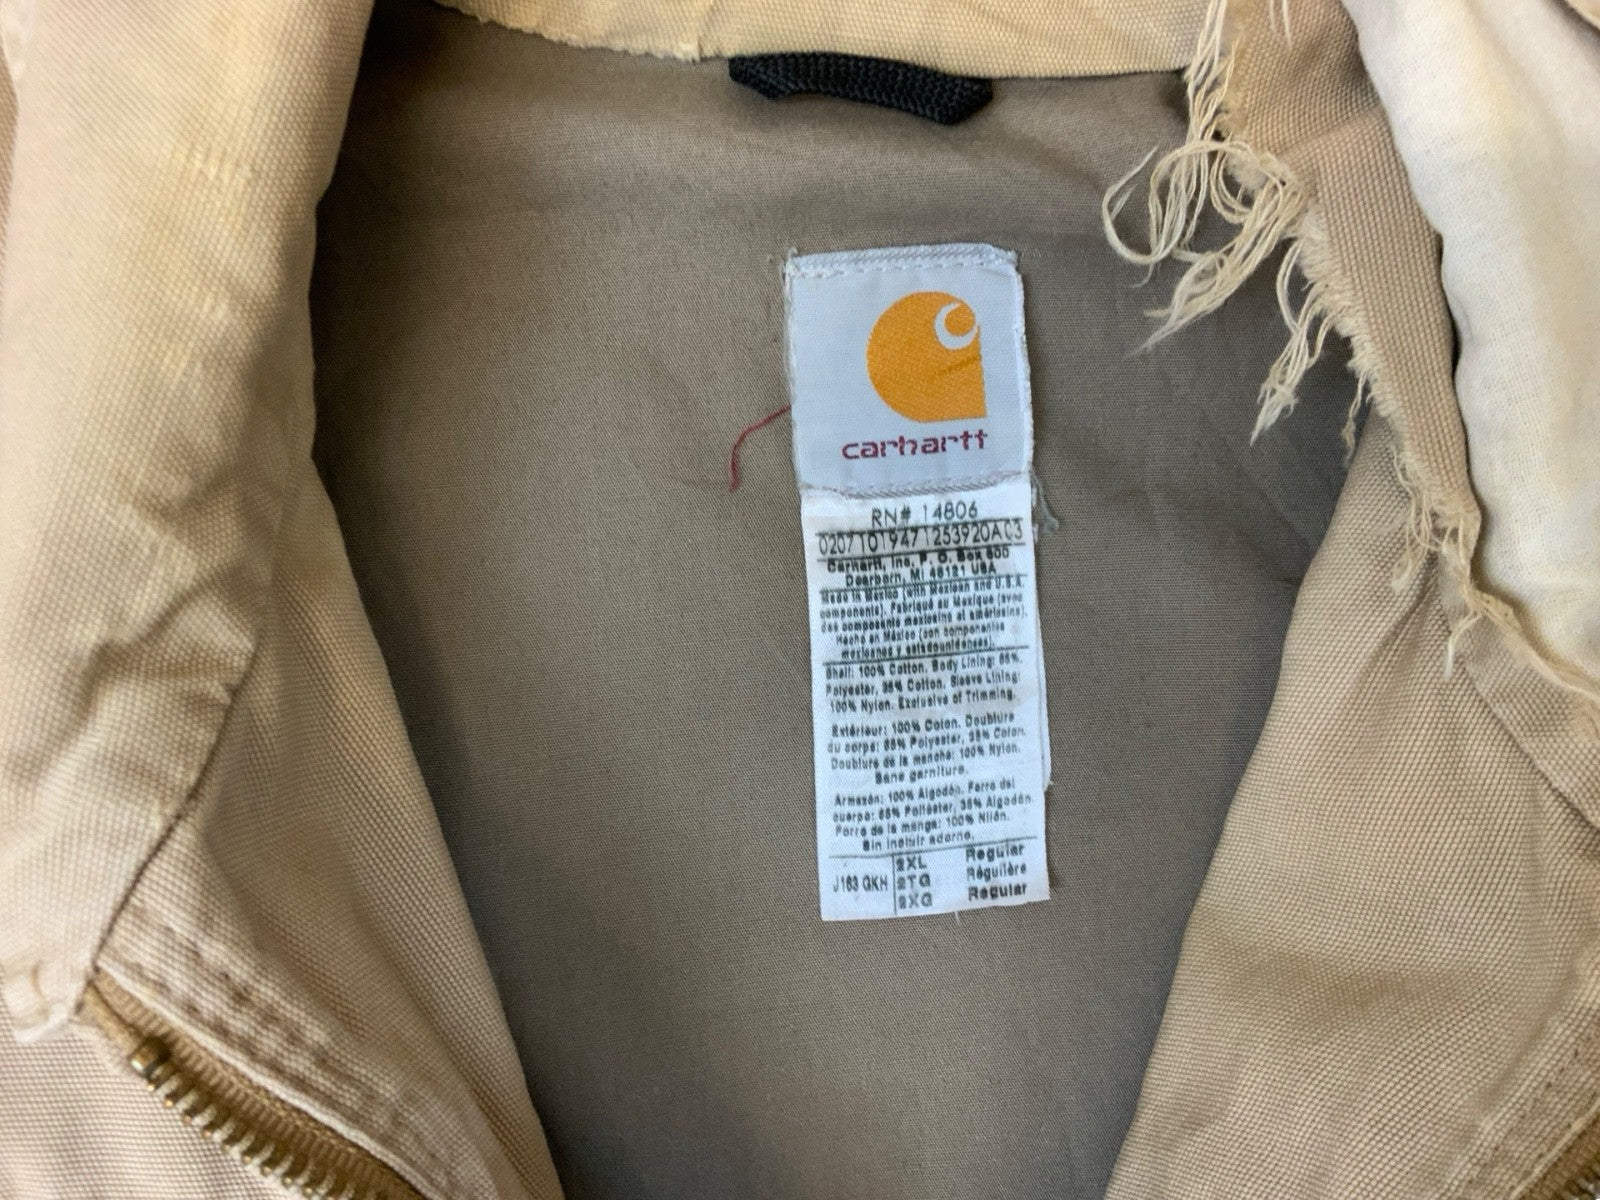 carhartt
RN# 14806
0207101947125392​0A03
Carhartt, Inc. P. O. Box 600
Dearborn, MI 48121 USA
Made in Mexico (with Mexican and U.S.A.
components). Fabriqué au Mexique (avec
des composants mexicains et américains).
Hecho en México (con componentes
mexicanos y estadounidenses).
Shell: 100% Cotton. Body Lining: 65%
Polyester, 35% Cotton. Sleeve Lining:
100% Nylon. Exclusive of Trimming.
Extérieur: 100% Coton. Doublure
du corps: 65% Polyester, 35% Coton.
Doublure de la manche: 100% Nylon.
Sans garniture.
Armazón: 100% Algodón. Forro del
cuerpo: 65% Poliéster, 35% Algodón.
Forro de la manga: 100% Nilón.
Sin incluir adorno.
J163 GKH
2XL Regular
2TG Régulière
2XG Regular